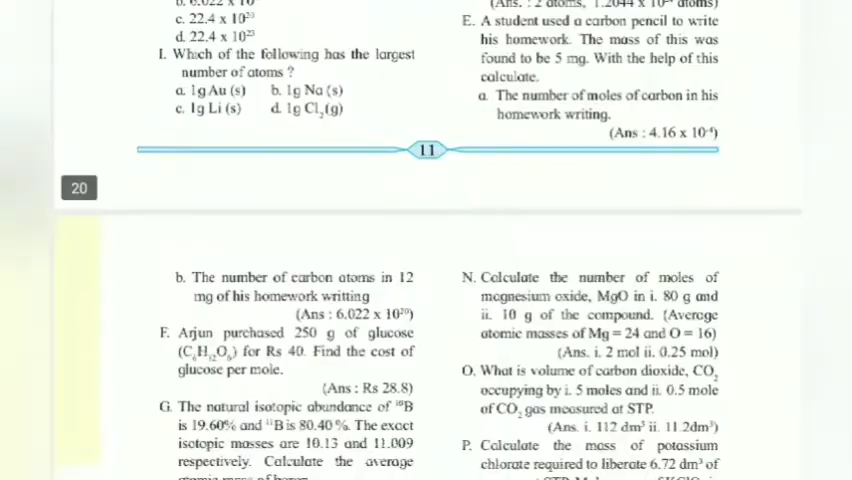 c. 22.4 x 10²⁰
d. 22.4 x 10²³
I. Which of the following has the largest
number of atoms ?
a. 1g Au (s) b. 1g Na (s)
c. 1g Li (s) d. 1g Cl₂(g)
E. A student used a carbon pencil to write
his homework. The mass of this was
found to be 5 mg. With the help of this
calculate.
a. The number of moles of carbon in his
homework writing.
(Ans : 4.16 x 10⁻⁴)
11
20
b. The number of carbon atoms in 12
mg of his homework writting
(Ans : 6.022 x 10²⁰)
F. Arjun purchased 250 g of glucose
(C₆H₁₂O₆) for Rs 40. Find the cost of
glucose per mole.
(Ans : Rs 28.8)
G. The natural isotopic abundance of ¹⁰B
is 19.60% and ¹¹B is 80.40 %. The exact
isotopic masses are 10.13 and 11.009
respectively. Calculate the average
N. Calculate the number of moles of
magnesium oxide, MgO in i. 80 g and
ii. 10 g of the compound. (Average
atomic masses of Mg = 24 and O = 16)
(Ans. i. 2 mol ii. 0.25 mol)
O. What is volume of carbon dioxide, CO₂
occupying by i. 5 moles and ii. 0.5 mole
of CO₂ gas measured at STP.
(Ans. i. 112 dm³ ii. 11.2dm³)
P. Calculate the mass of potassium
chlorate required to liberate 6.72 dm³ of